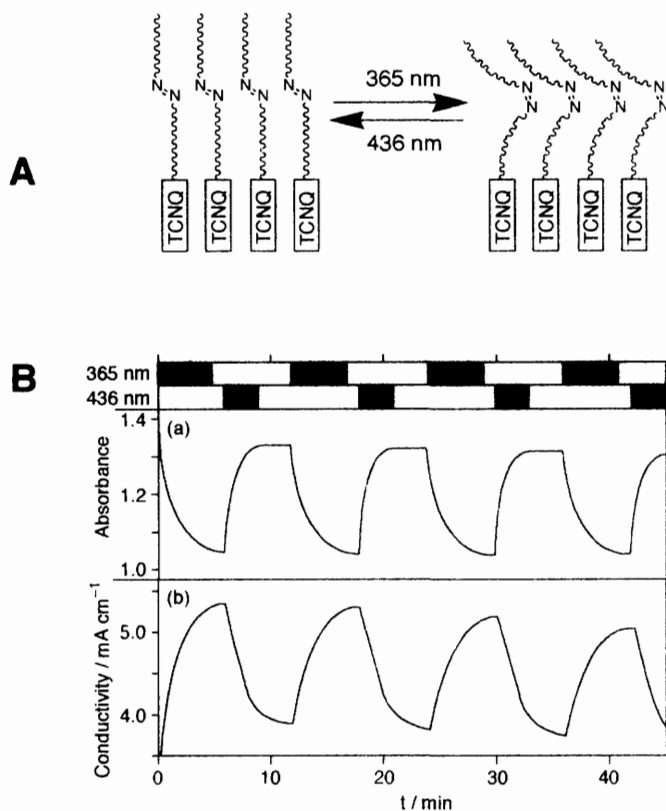 N N N N
N N N N
365 nm
436 nm
N N N N
N N N N
A
TCNQ TCNQ TCNQ TCNQ
TCNQ TCNQ TCNQ TCNQ
B
365 nm
436 nm
(a)
Absorbance
1.4
1.2
1.0
(b)
Conductivity / mA cm⁻¹
5.0
4.0
0 10 20 30 40
t / min